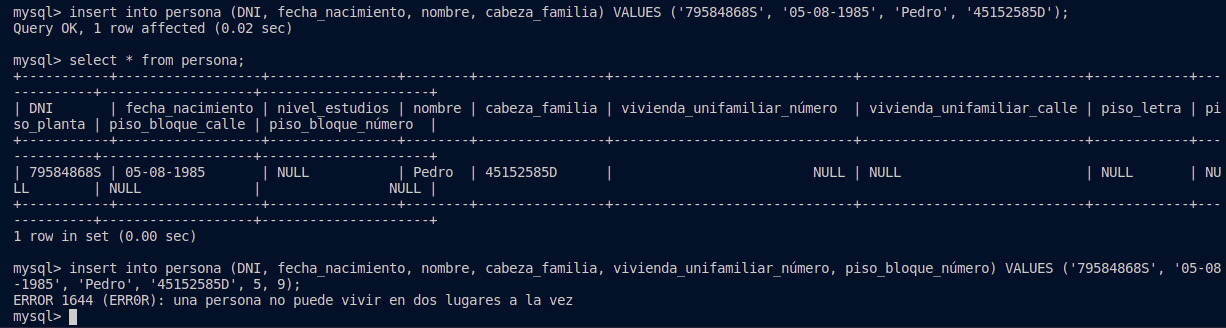 mysql> insert into persona (DNI, fecha_nacimiento, nombre, cabeza_familia) VALUES ('79584868S', '05-08-1985', 'Pedro', '45152585D');
Query OK, 1 row affected (0.02 sec)

mysql> select * from persona;
+-----------+------------------+----------------+--------+----------------+------------------------------+----------------------------+------------+---
----------+-------------------+---------------------+
| DNI       | fecha_nacimiento | nivel_estudios | nombre | cabeza_familia | vivienda_unifamiliar_número  | vivienda_unifamiliar_calle | piso_letra | pi
so_planta | piso_bloque_calle | piso_bloque_número  |
+-----------+------------------+----------------+--------+----------------+------------------------------+----------------------------+------------+---
----------+-------------------+---------------------+
| 79584868S | 05-08-1985       | NULL           | Pedro  | 45152585D      |                         NULL | NULL                       | NULL       | NU
LL        | NULL              |                NULL |
+-----------+------------------+----------------+--------+----------------+------------------------------+----------------------------+------------+---
----------+-------------------+---------------------+
1 row in set (0.00 sec)

mysql> insert into persona (DNI, fecha_nacimiento, nombre, cabeza_familia, vivienda_unifamiliar_número, piso_bloque_número) VALUES ('79584868S', '05-08
-1985', 'Pedro', '45152585D', 5, 9);
ERROR 1644 (ERR0R): una persona no puede vivir en dos lugares a la vez
mysql>